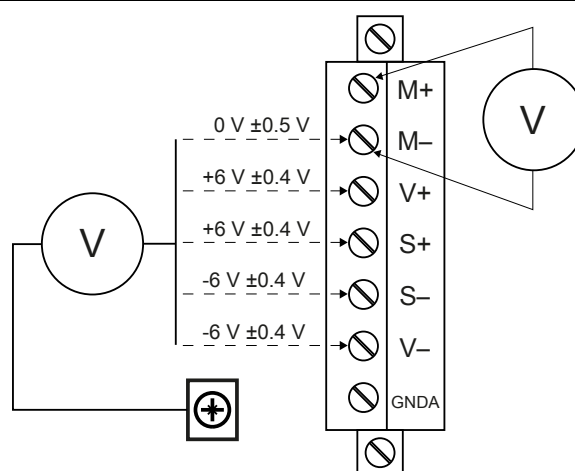 M+
0 V ±0.5 V
M–
V
+6 V ±0.4 V
V+
+6 V ±0.4 V
S+
V
-6 V ±0.4 V
S–
-6 V ±0.4 V
V–
GNDA